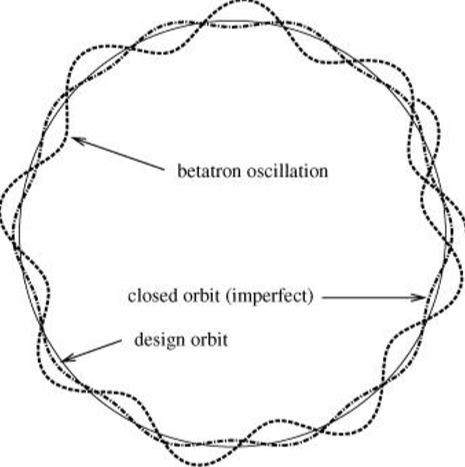 betatron oscillation
closed orbit (imperfect)
design orbit